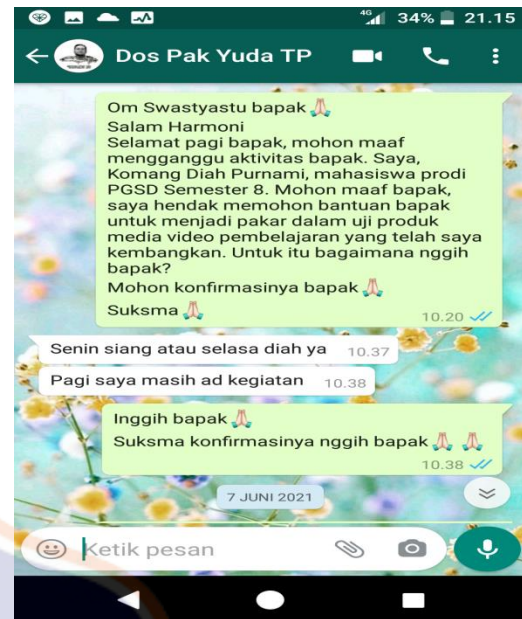 4G 34% 21.15
Dos Pak Yuda TP
Om Swastyastu bapak 🙏
Salam Harmoni
Selamat pagi bapak, mohon maaf
mengganggu aktivitas bapak. Saya,
Komang Diah Purnami, mahasiswa prodi
PGSD Semester 8. Mohon maaf bapak,
saya hendak memohon bantuan bapak
untuk menjadi pakar dalam uji produk
media video pembelajaran yang telah saya
kembangkan. Untuk itu bagaimana nggih
bapak?
Mohon konfirmasinya bapak 🙏
Suksma 🙏
10.20
Senin siang atau selasa diah ya 10.37
Pagi saya masih ad kegiatan 10.38
Inggih bapak 🙏
Suksma konfirmasinya nggih bapak 🙏 🙏
10.38
7 JUNI 2021
Ketik pesan